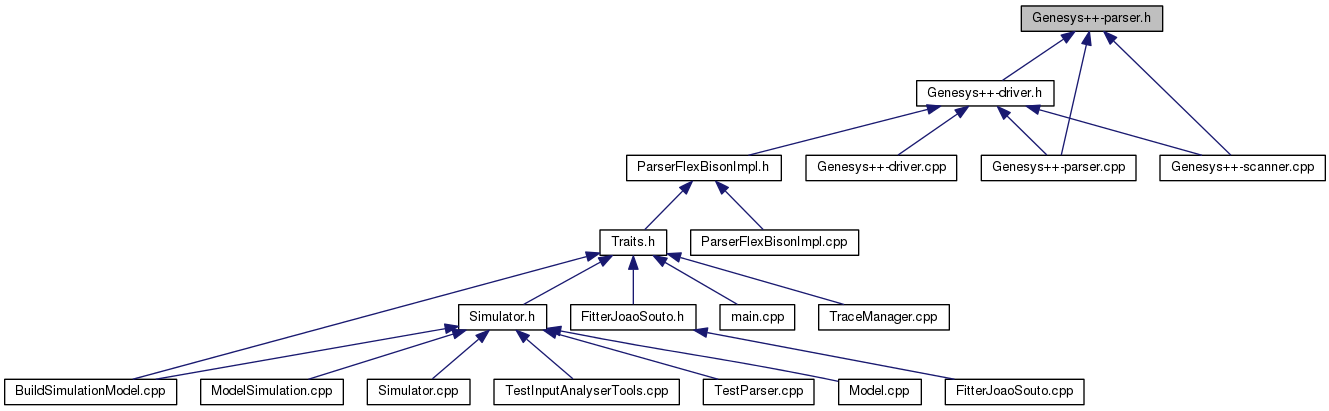 Genesys++-parser.h
Genesys++-driver.h
ParserFlexBisonImpl.h
Genesys++-driver.cpp
Genesys++-parser.cpp
Genesys++-scanner.cpp
Traits.h
ParserFlexBisonImpl.cpp
Simulator.h
FitterJoaoSouto.h
main.cpp
TraceManager.cpp
BuildSimulationModel.cpp
ModelSimulation.cpp
Simulator.cpp
TestInputAnalyserTools.cpp
TestParser.cpp
Model.cpp
FitterJoaoSouto.cpp